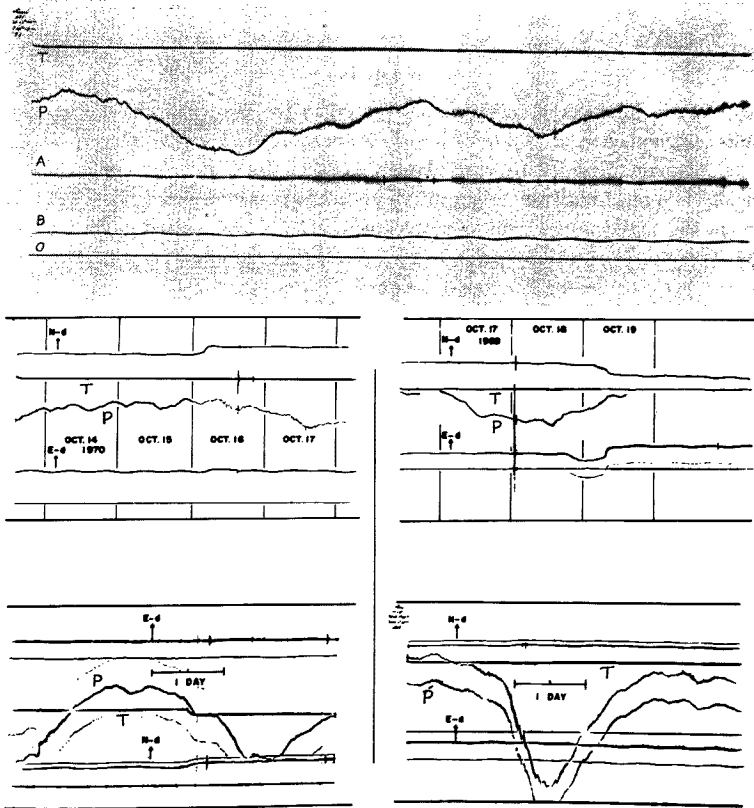 T
P
A
B
O
N-d
T
P
OCT. 14 OCT. 15 OCT. 16 OCT. 17
1970
E-d
OCT. 17 OCT. 18 OCT. 19
1969
N-d
T
P
E-d
E-d
P
1 DAY
T
N-d
N-d
T
P
1 DAY
E-d